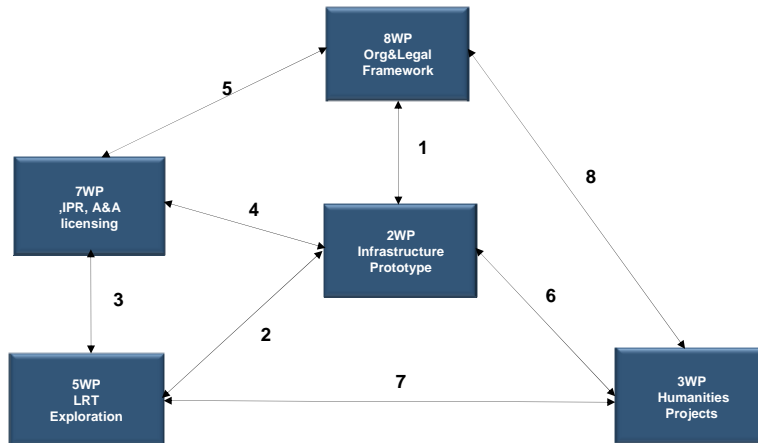 8WP
Org&Legal
Framework
5
1
8
7WP
,IPR, A&A
licensing
4
2WP
Infrastructure
Prototype
3
2
6
5WP
LRT
Exploration
7
3WP
Humanities
Projects